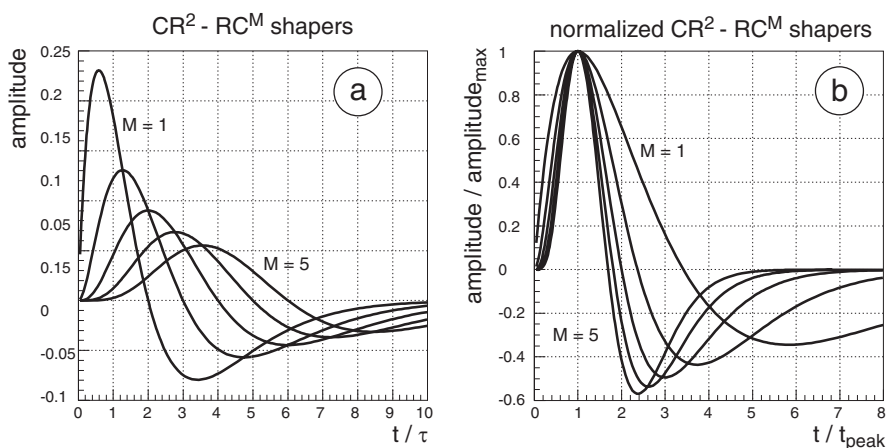 CR² - RCᴹ shapers
amplitude
0.25
0.2
0.15
0.1
0.05
0.15
0
-0.05
-0.1
a
M = 1
M = 5
0 1 2 3 4 5 6 7 8 9 10
t / τ
normalized CR² - RCᴹ shapers
amplitude / amplitude_max
1
0.8
0.6
0.4
0.2
0
-0.2
-0.4
-0.6
b
M = 1
M = 5
0 1 2 3 4 5 6 7 8
t / t_peak